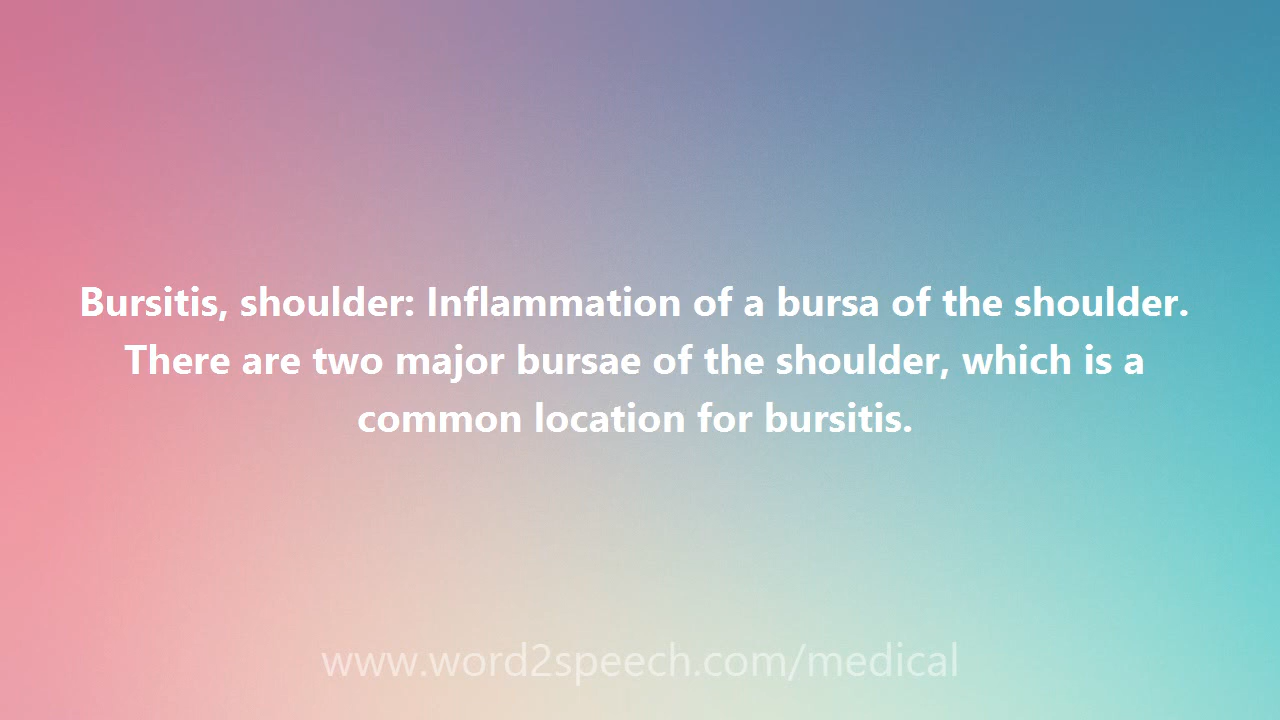 Bursitis, shoulder: Inflammation of a bursa of the shoulder.
There are two major bursae of the shoulder, which is a
common location for bursitis.
www.word2speech.com/medical